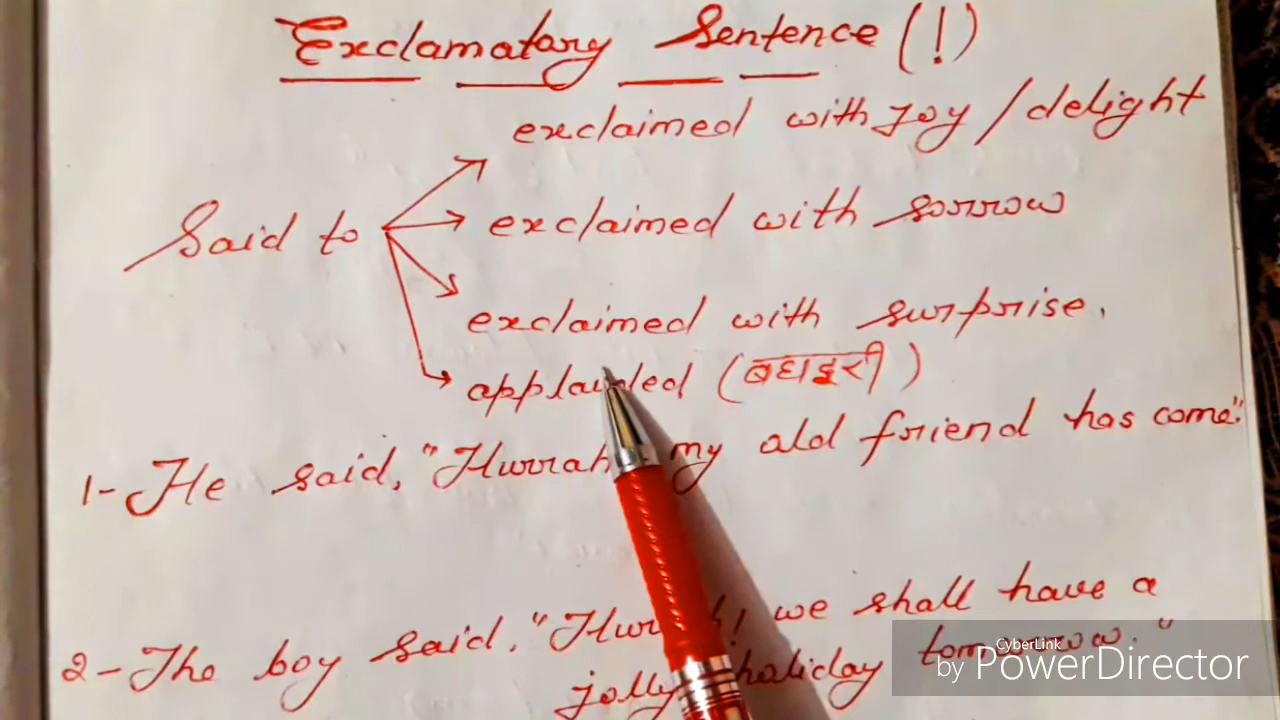 Exclamatory Sentence (!)
exclaimed with joy / delight
Said to
exclaimed with sorrow
exclaimed with surprise.
applauded (बधाइरी)
1- He said, "Hurrah my old friend has come".
2- The boy said, "Hurrah! we shall have a
jolly holiday tomorrow."
CyberLink
by PowerDirector